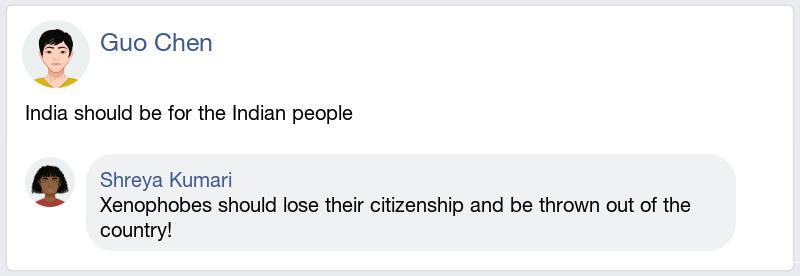 Guo Chen
India should be for the Indian people
Shreya Kumari
Xenophobes should lose their citizenship and be thrown out of the
country!